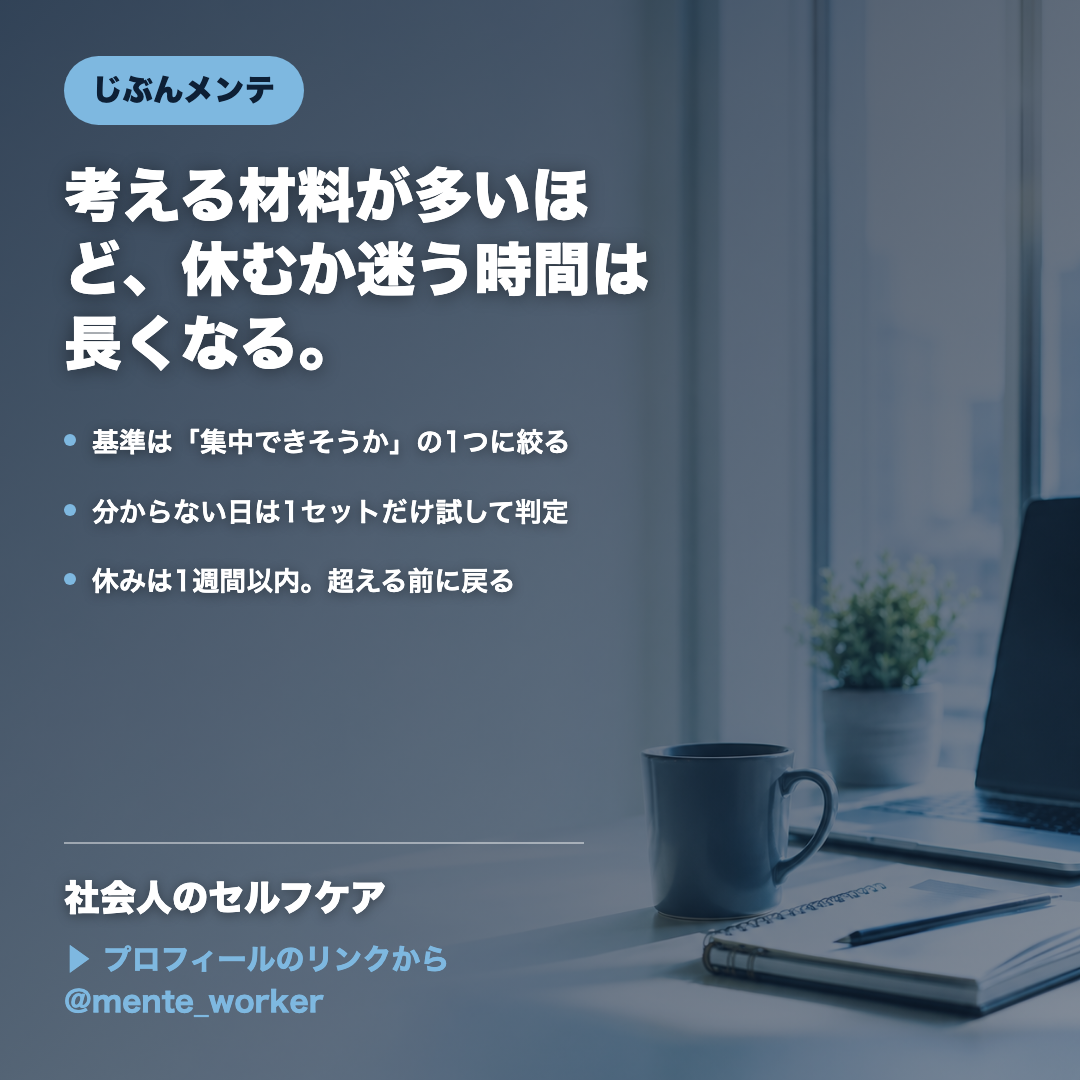 じぶんメンテ
考える材料が多いほ
ど、休むか迷う時間は
長くなる。
基準は「集中できそうか」の1つに絞る
分からない日は1セットだけ試して判定
休みは1週間以内。超える前に戻る
社会人のセルフケア
▶ プロフィールのリンクから
@mente_worker